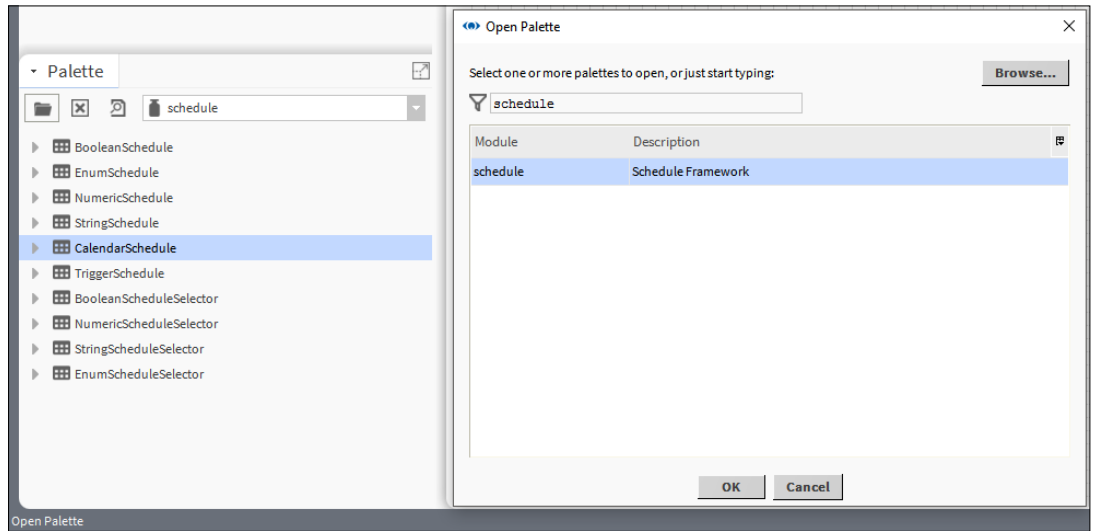 Palette
schedule
BooleanSchedule
EnumSchedule
NumericSchedule
StringSchedule
CalendarSchedule
TriggerSchedule
BooleanScheduleSelector
NumericScheduleSelector
StringScheduleSelector
EnumScheduleSelector
Open Palette
Open Palette
Select one or more palettes to open, or just start typing:
Browse...
schedule
Module Description
schedule Schedule Framework
OK Cancel